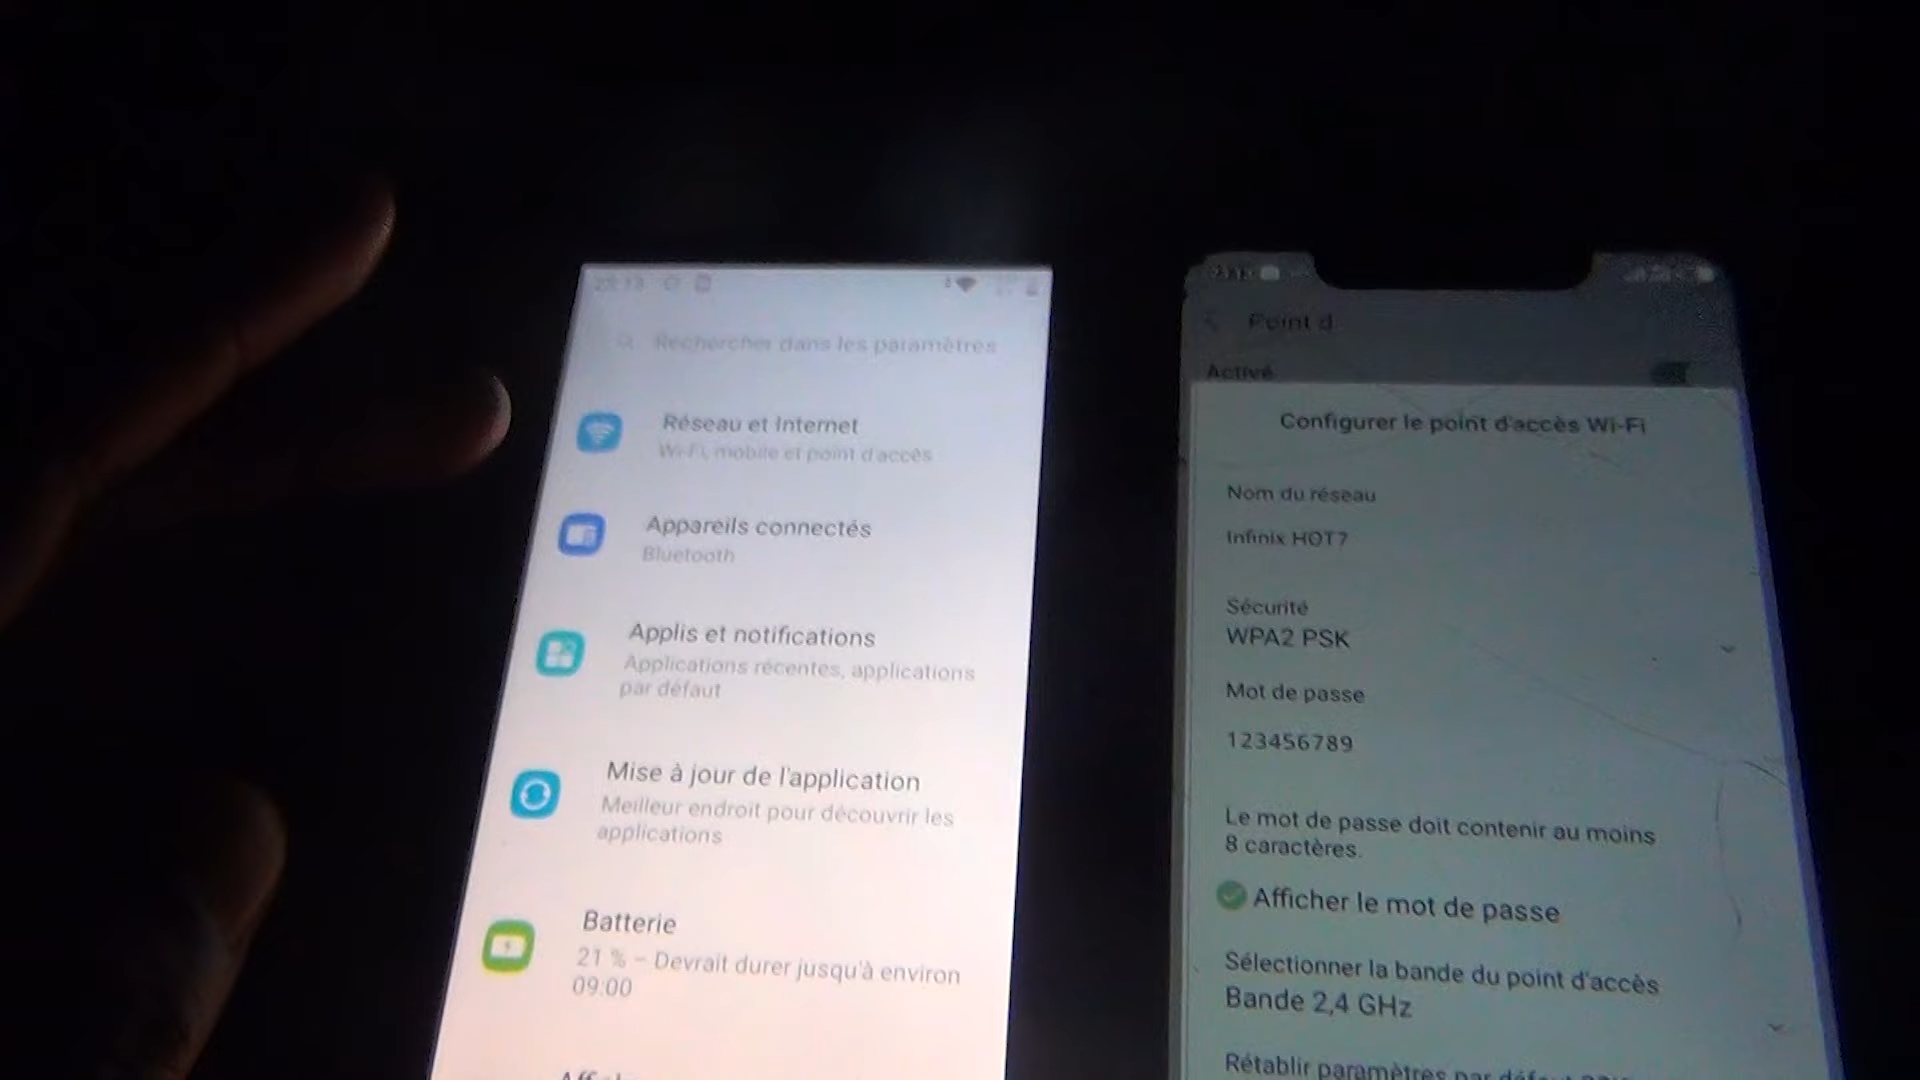 Rechercher dans les paramètres
Réseau et Internet
Wi-Fi, mobile et point d'accès
Appareils connectés
Bluetooth
Applis et notifications
Applications récentes, applications
par défaut
Mise à jour de l'application
Meilleur endroit pour découvrir les
applications
Batterie
21 % – Devrait durer jusqu'à environ
09:00
Point d
Activé
Configurer le point d'accès Wi-Fi
Nom du réseau
Infinix HOT7
Sécurité
WPA2 PSK
Mot de passe
123456789
Le mot de passe doit contenir au moins
8 caractères.
Afficher le mot de passe
Sélectionner la bande du point d'accès
Bande 2,4 GHz
Rétablir paramètres par